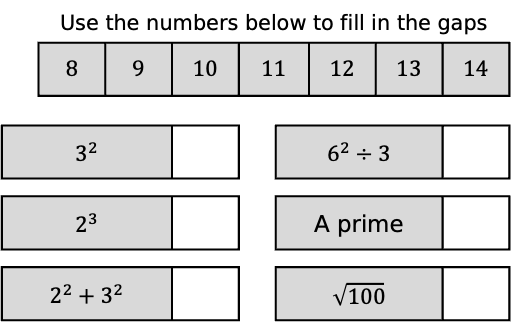 Use the numbers below to fill in the gaps
8 9 10 11 12 13 14
3² 6² ÷ 3
2³ A prime
2² + 3² √100